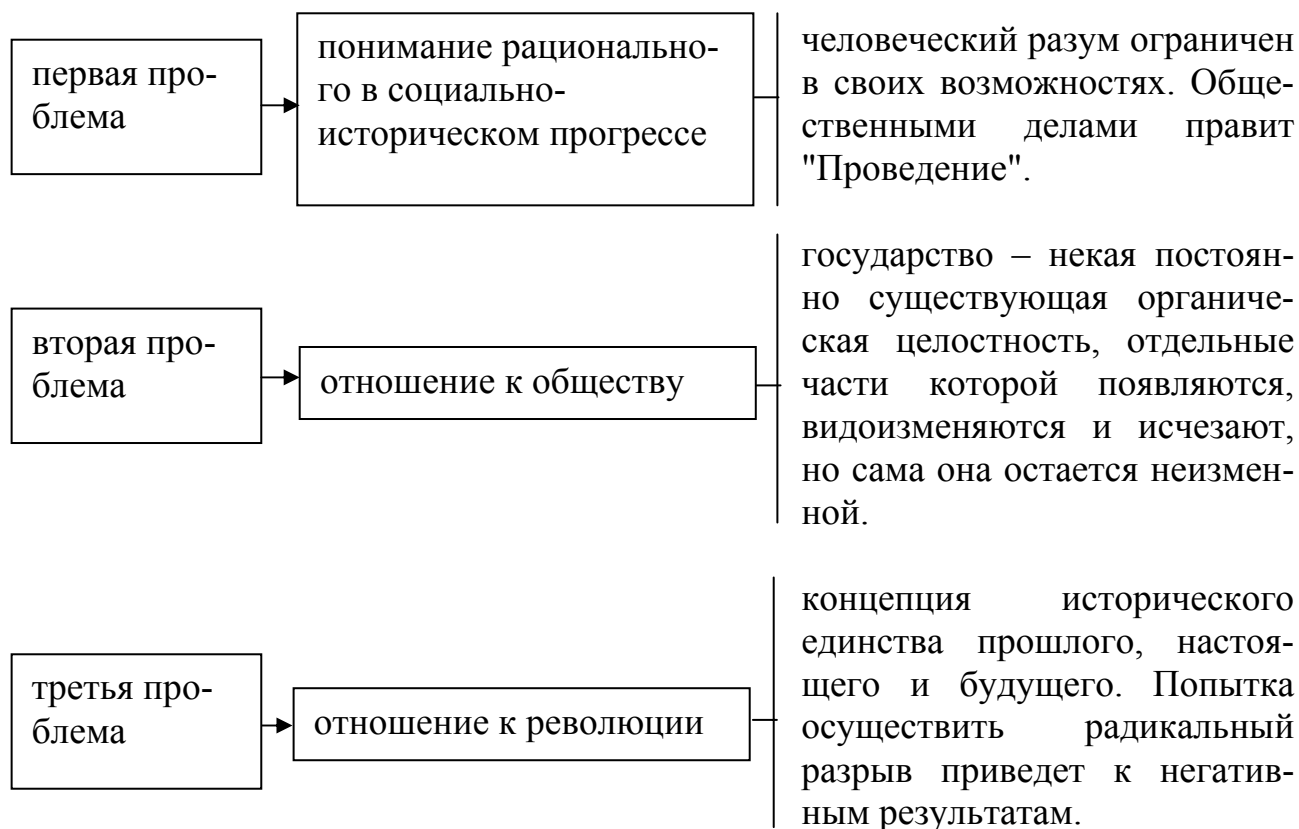 первая про-
блема
понимание рационально-
го в социально-
историческом прогрессе
человеческий разум ограничен
в своих возможностях. Обще-
ственными делами правит
"Проведение".
вторая про-
блема
отношение к обществу
государство – некая постоян-
но существующая органиче-
ская целостность, отдельные
части которой появляются,
видоизменяются и исчезают,
но сама она остается неизмен-
ной.
третья про-
блема
отношение к революции
концепция исторического
единства прошлого, настоя-
щего и будущего. Попытка
осуществить радикальный
разрыв приведет к негатив-
ным результатам.